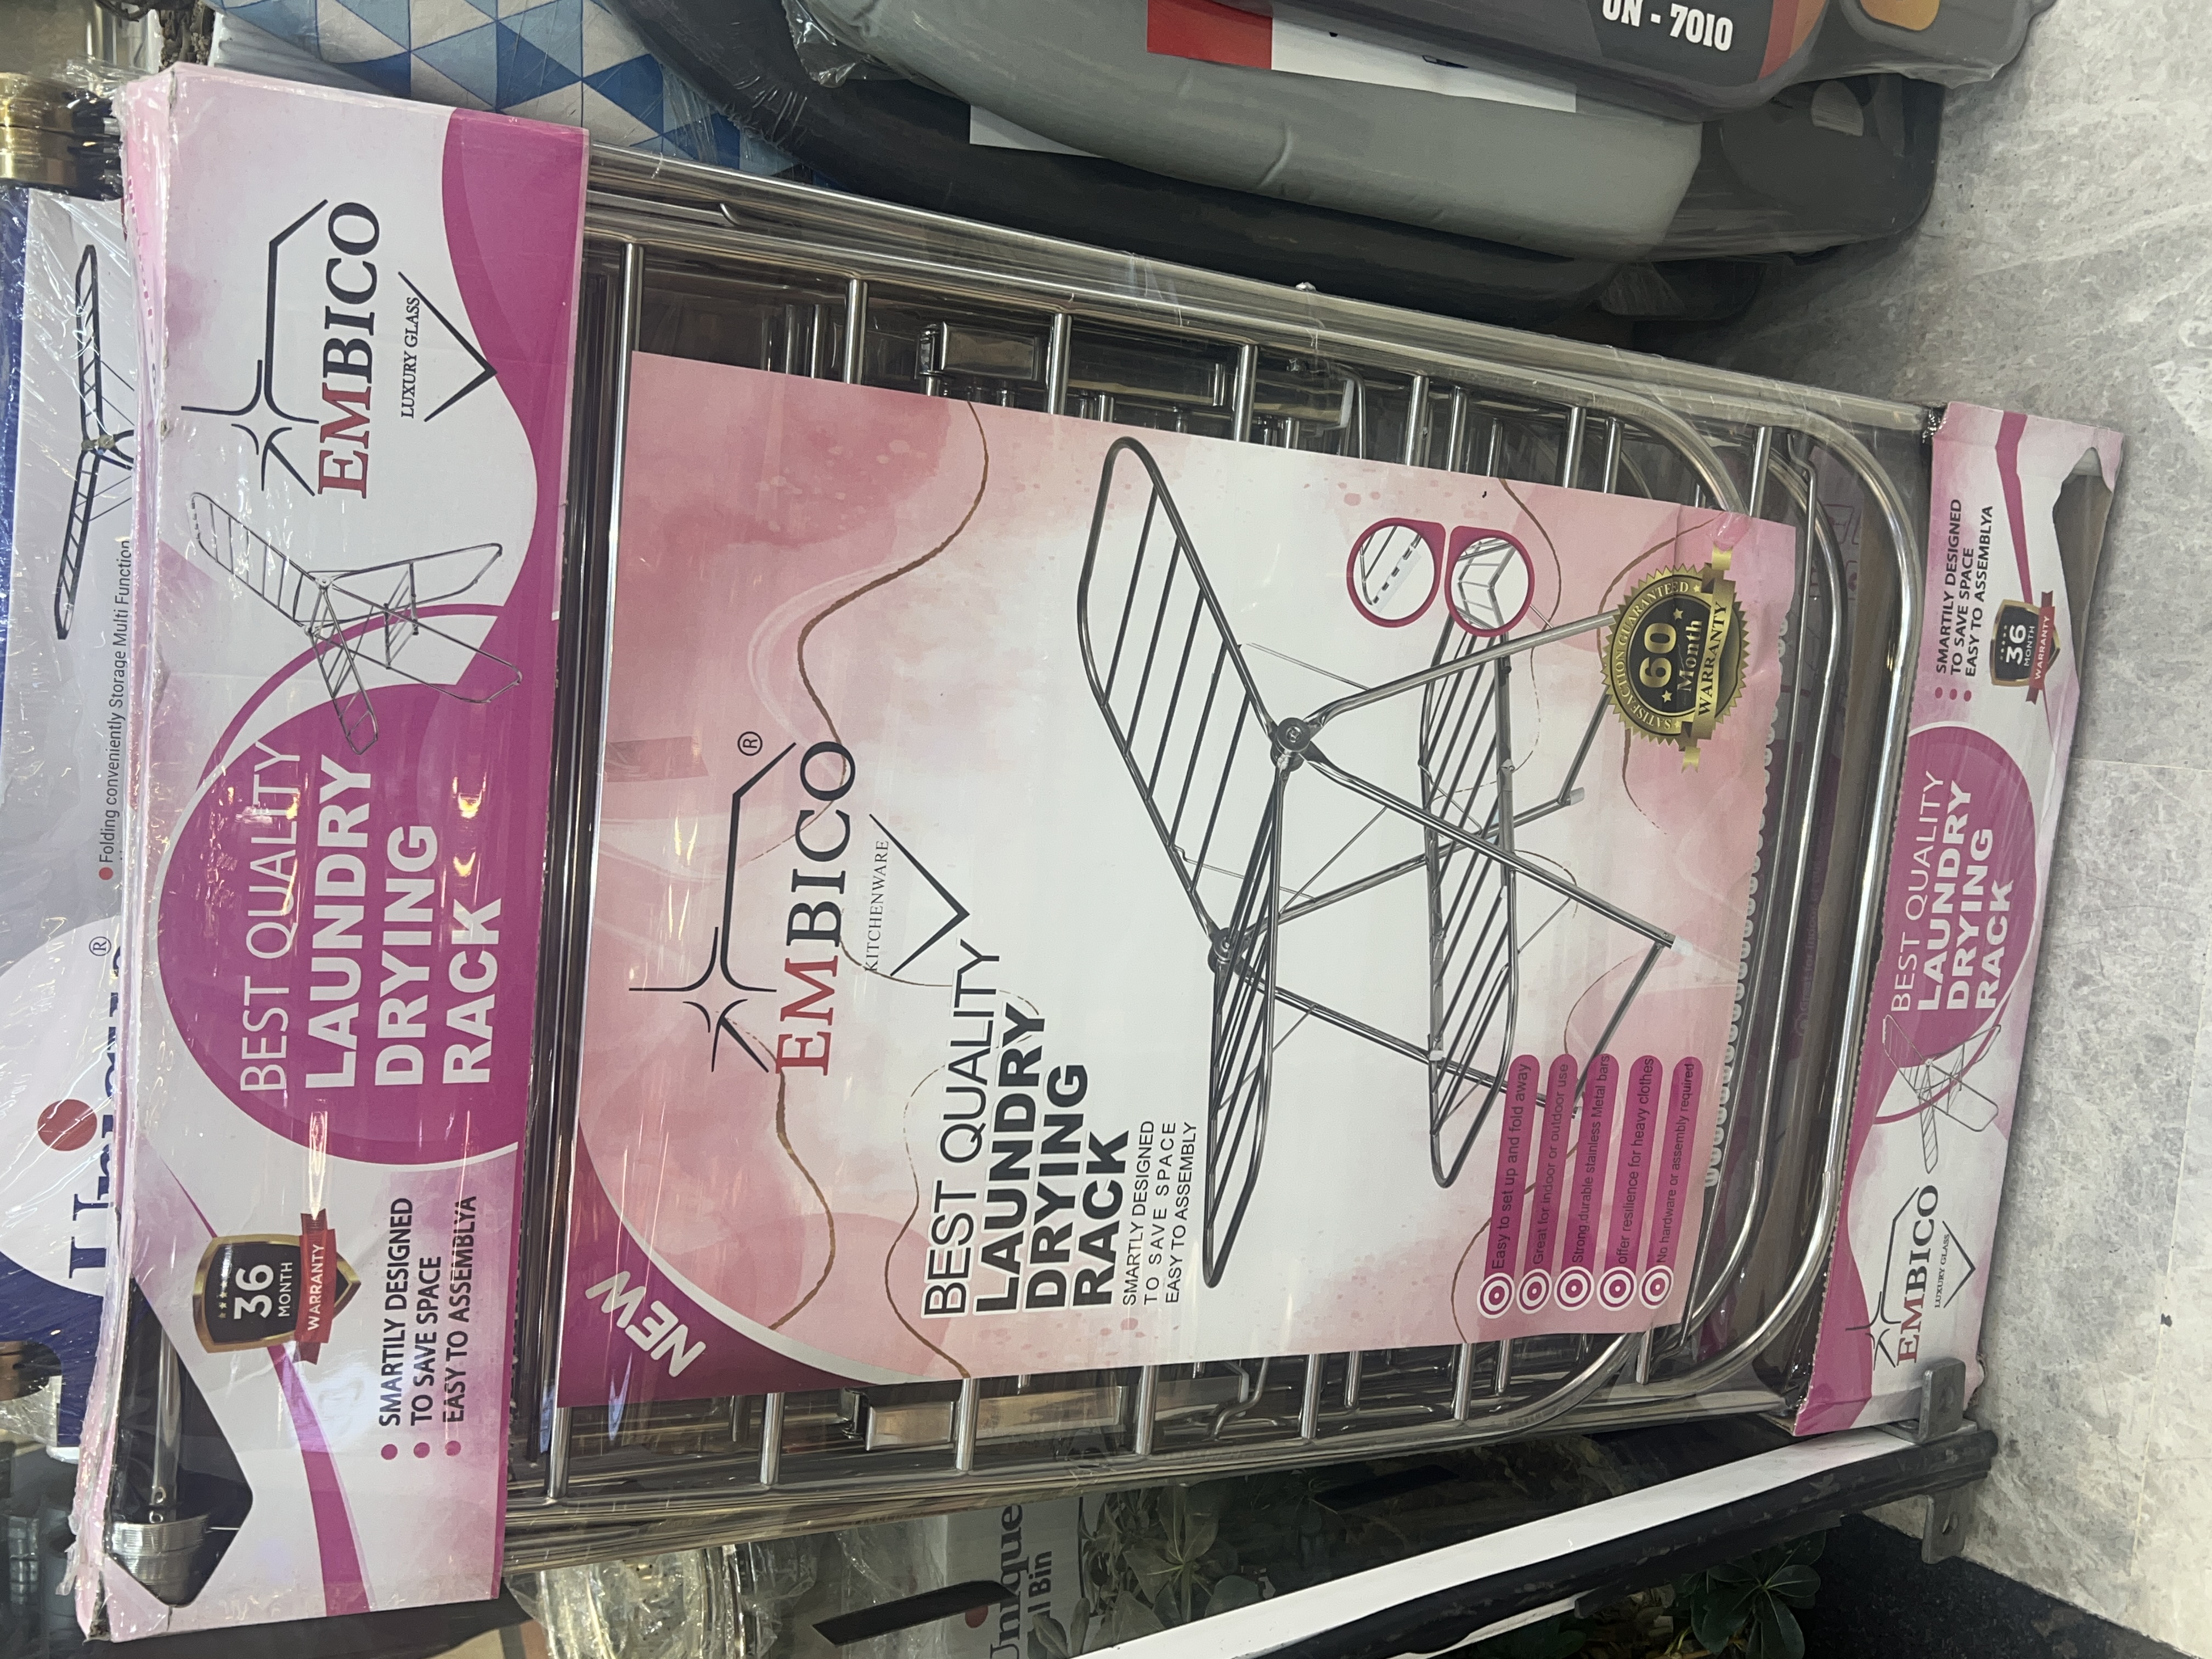 EMBICO
LUXURY GLASS
BEST QUALITY
LAUNDRY
DRYING
RACK
36
MONTH
WARRANTY
SMARTILY DESIGNED
TO SAVE SPACE
EASY TO ASSEMBLYA
NEW
EMBICO
®
KITCHENWARE
BEST QUALITY
LAUNDRY
DRYING
RACK
SMARTLY DESIGNED
TO SAVE SPACE
EASY TO ASSEMBLY
Easy to set up and fold away
Great for indoor or outdoor use
Strong,durable stainless Metal bars
offer resilience for heavy clothes
No hardware or assembly required
SATISFACTION GUARANTEED
60
Month
WARRANTY
EMBICO
LUXURY GLASS
BEST QUALITY
LAUNDRY
DRYING
RACK
SMARTILY DESIGNED
TO SAVE SPACE
EASY TO ASSEMBLYA
36
MONTH
WARRANTY
®
Folding conveniently Storage Multi Function
UN - 7010
Unique
Bin